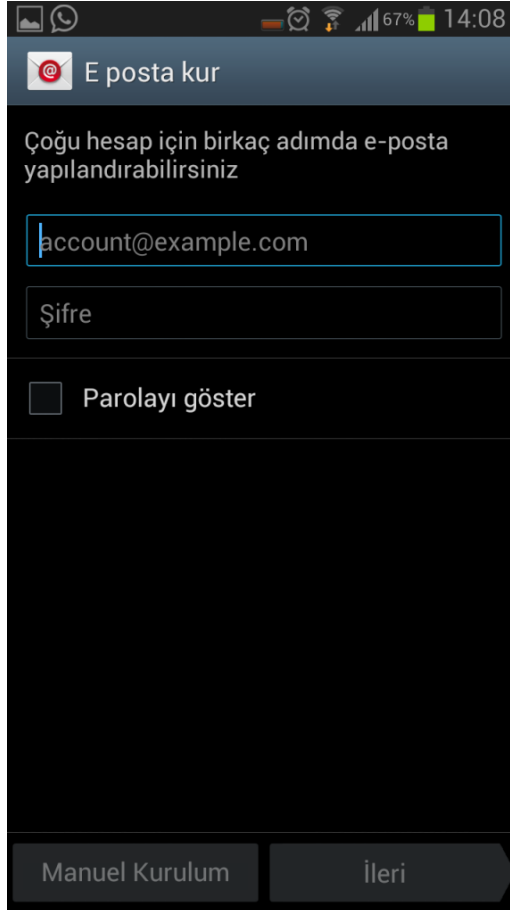 67% 14:08
E posta kur
Çoğu hesap için birkaç adımda e-posta
yapılandırabilirsiniz
account@example.com
Şifre
Parolayı göster
Manuel Kurulum İleri